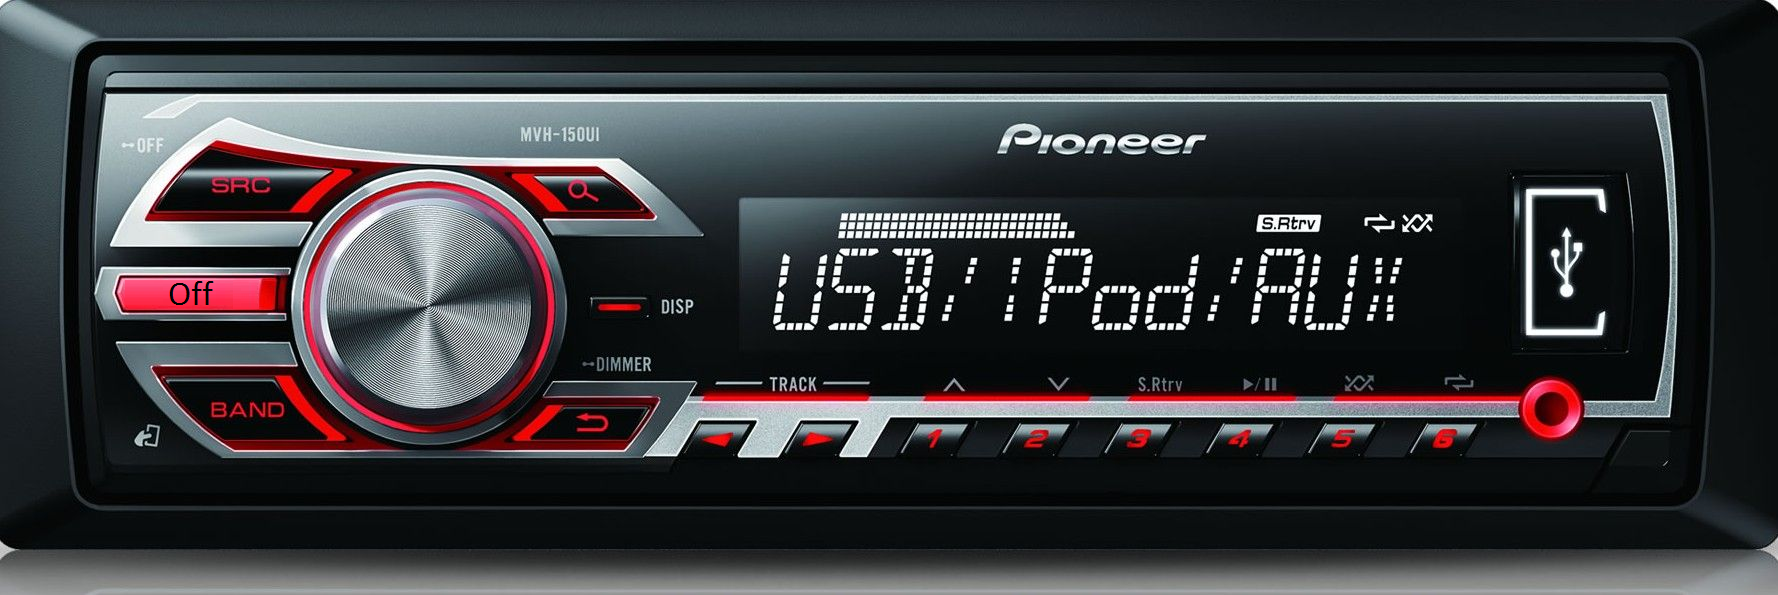 OFF
MVH-150UI
Pioneer
SRC
S.Rtrv
USB/iPod/AUX
Off
DISP
DIMMER
TRACK
S.Rtrv
BAND
1 2 3 4 5 6